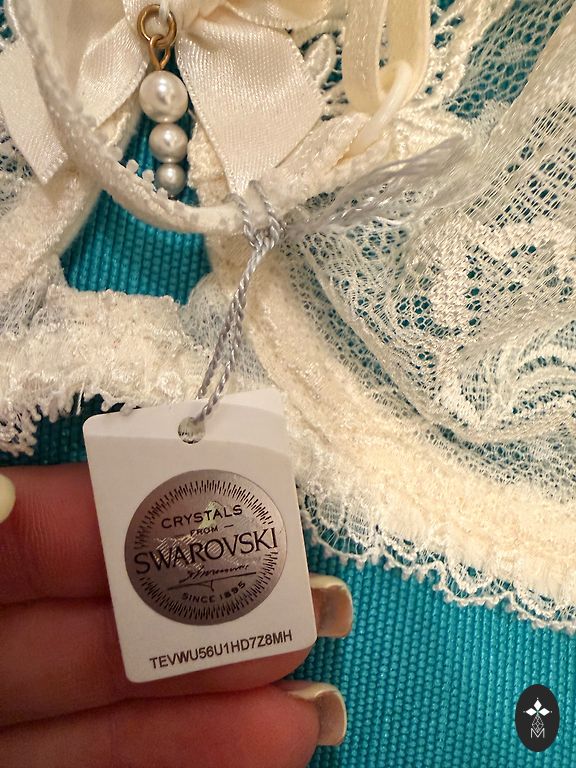 CRYSTALS
FROM
SWAROVSKI
SINCE 1895
TEVWU56U1HD7Z8MH
M